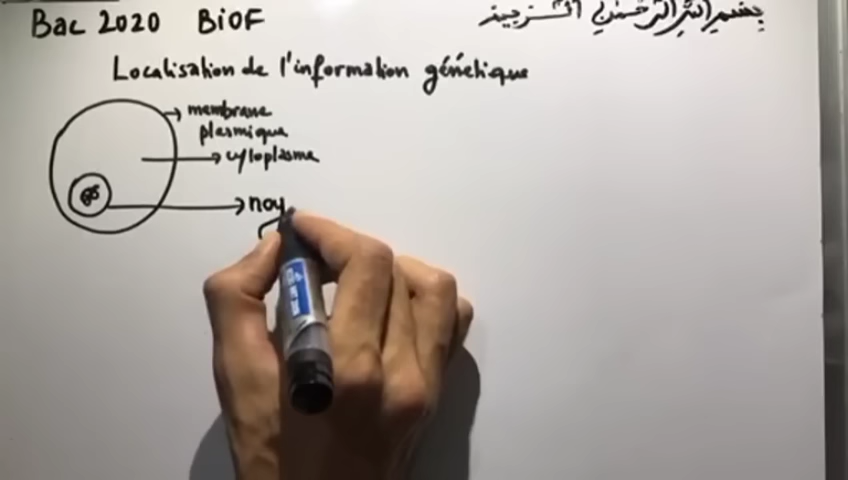 Bac 2020 BiOF
بسم الله الرحمن الرحيم
Localisation de l'information génétique
membrane
plasmique
cytoplasme
noy